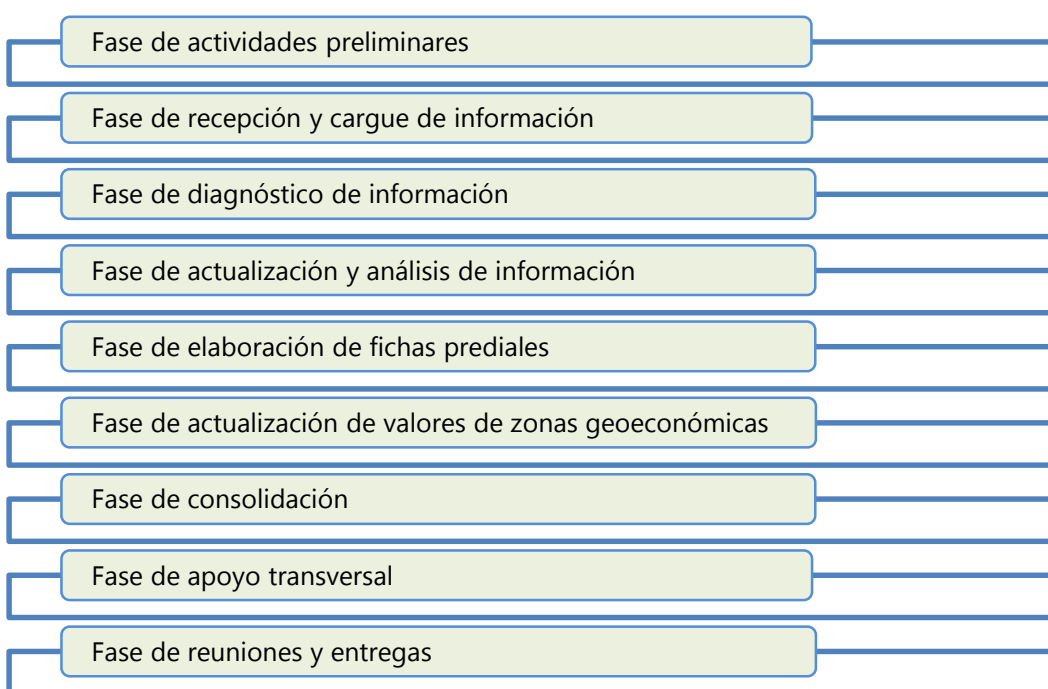 Fase de actividades preliminares
Fase de recepción y cargue de información
Fase de diagnóstico de información
Fase de actualización y análisis de información
Fase de elaboración de fichas prediales
Fase de actualización de valores de zonas geoeconómicas
Fase de consolidación
Fase de apoyo transversal
Fase de reuniones y entregas